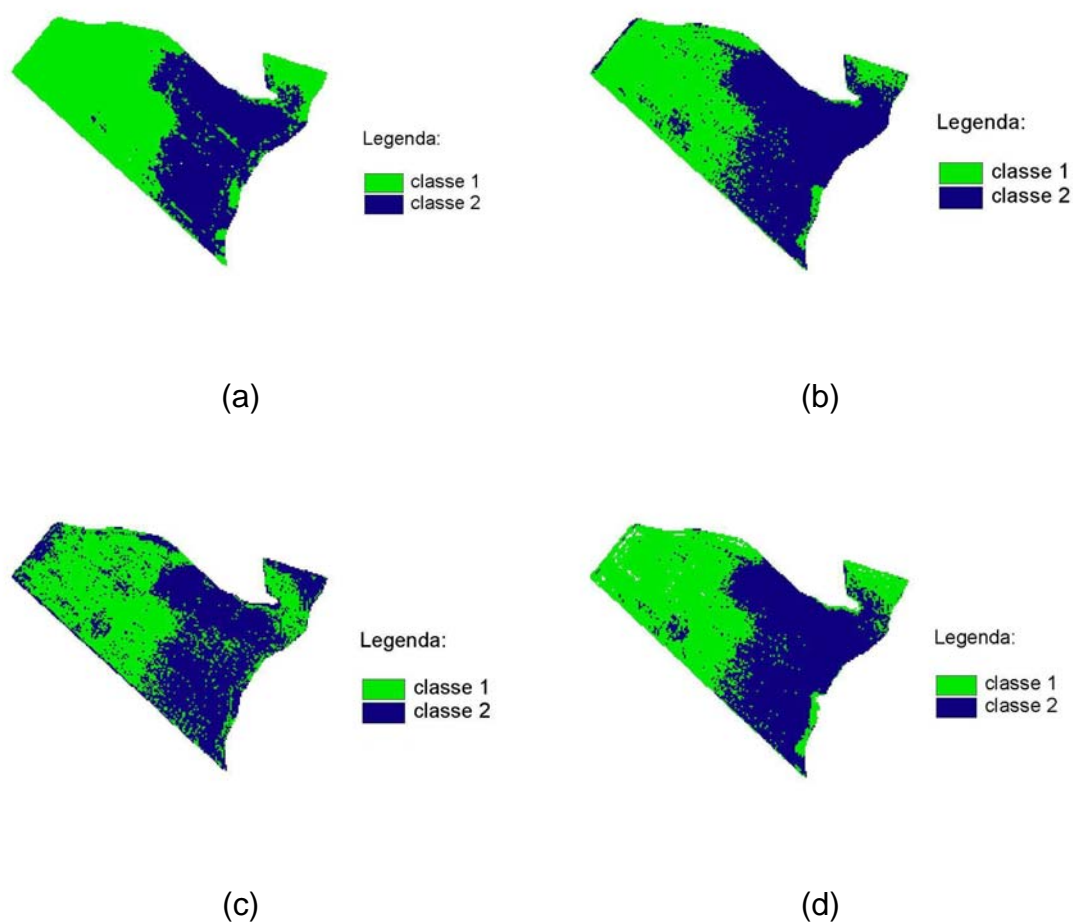 Legenda:
classe 1
classe 2
(a)
Legenda:
classe 1
classe 2
(b)
Legenda:
classe 1
classe 2
(c)
Legenda:
classe 1
classe 2
(d)